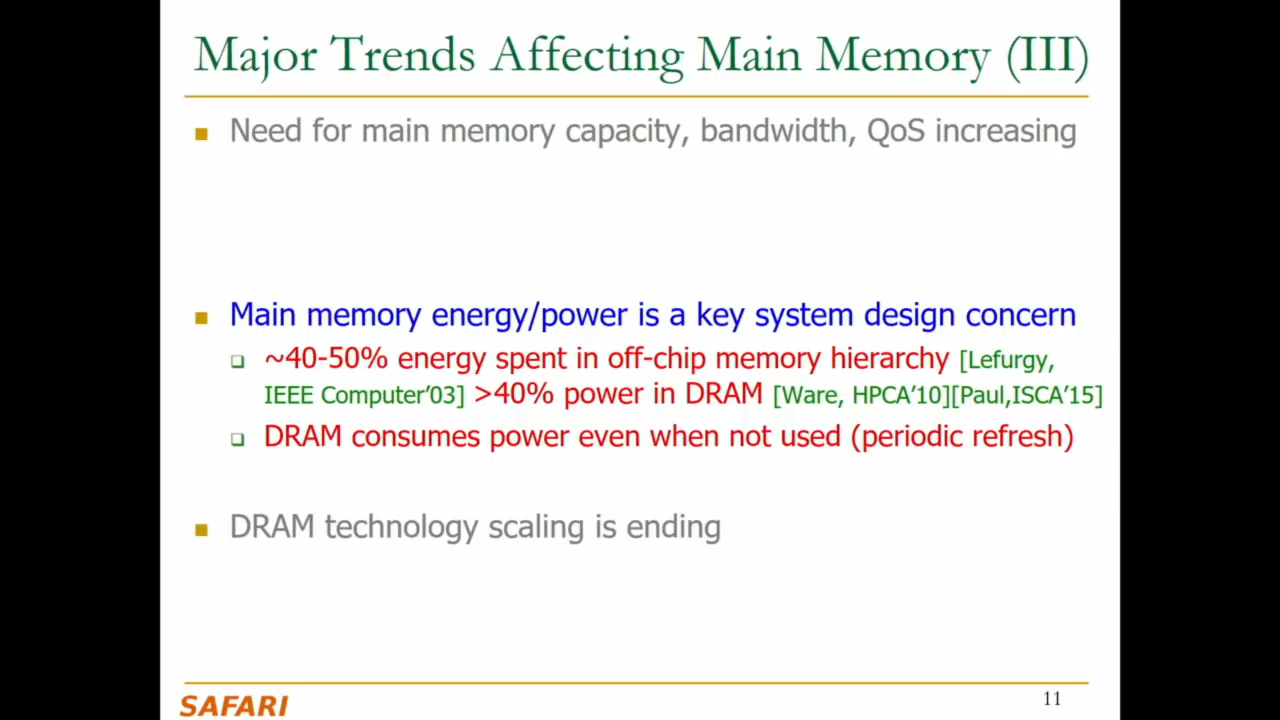 Major Trends Affecting Main Memory (III)
Need for main memory capacity, bandwidth, QoS increasing
Main memory energy/power is a key system design concern
~40-50% energy spent in off-chip memory hierarchy [Lefurgy,
IEEE Computer’03] >40% power in DRAM [Ware, HPCA’10][Paul,ISCA’15]
DRAM consumes power even when not used (periodic refresh)
DRAM technology scaling is ending
SAFARI
11